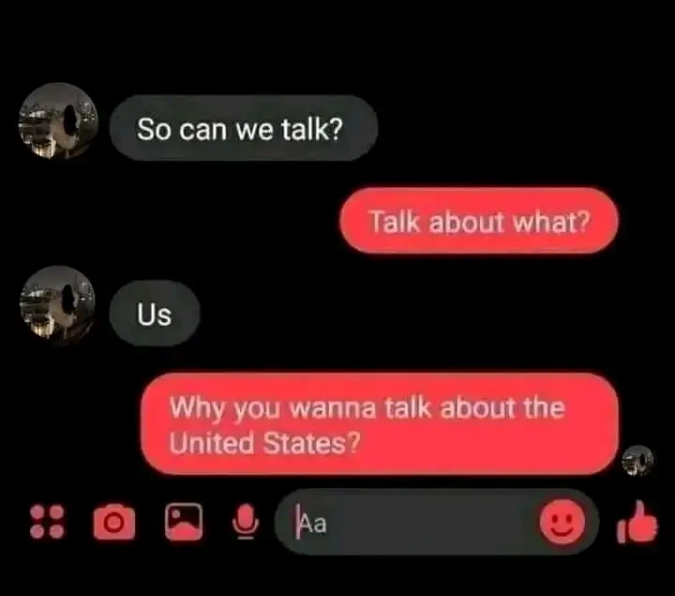 So can we talk?
Talk about what?
Us
Why you wanna talk about the
United States?
Aa